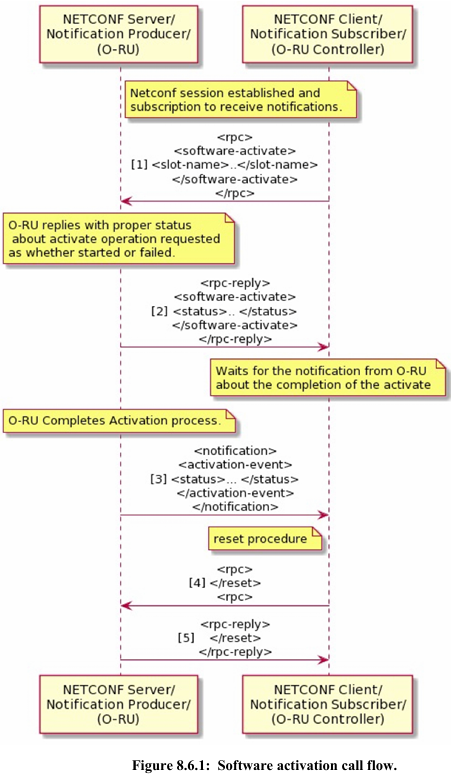 NETCONF Server/
Notification Producer/
(O-RU)
NETCONF Client/
Notification Subscriber/
(O-RU Controller)
Netconf session established and
subscription to receive notifications.
<rpc>
<software-activate>
[1] <slot-name>..</slot-name>
</software-activate>
</rpc>
O-RU replies with proper status
about activate operation requested
as whether started or failed.
<rpc-reply>
<software-activate>
[2] <status>.. </status>
</software-activate>
</rpc-reply>
Waits for the notification from O-RU
about the completion of the activate
O-RU Completes Activation process.
<notification>
<activation-event>
[3] <status>... </status>
</activation-event>
</notification>
reset procedure
<rpc>
[4] </reset>
<rpc>
<rpc-reply>
[5] </reset>
</rpc-reply>
NETCONF Server/
Notification Producer/
(O-RU)
NETCONF Client/
Notification Subscriber/
(O-RU Controller)
Figure 8.6.1: Software activation call flow.